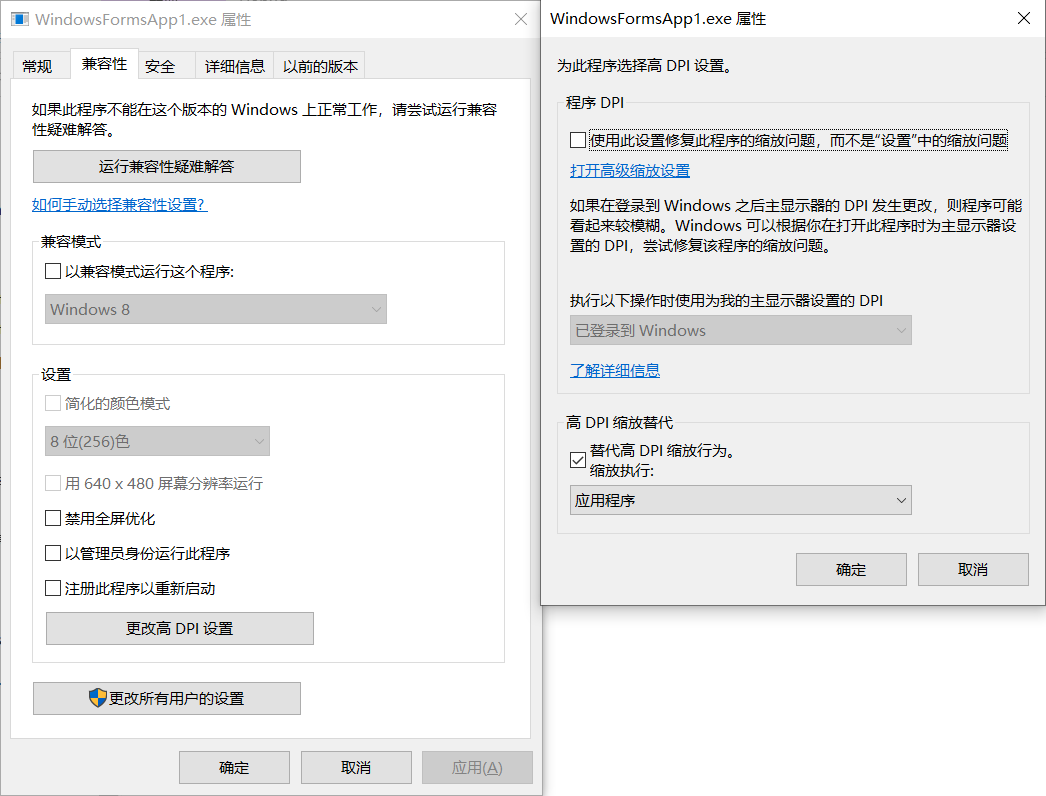 WindowsFormsApp1.exe 属性
常规
兼容性
安全
详细信息
以前的版本
如果此程序不能在这个版本的 Windows 上正常工作，请尝试运行兼容
性疑难解答。
运行兼容性疑难解答
如何手动选择兼容性设置?
兼容模式
以兼容模式运行这个程序:
Windows 8
设置
简化的颜色模式
8 位(256)色
用 640 x 480 屏幕分辨率运行
禁用全屏优化
以管理员身份运行此程序
注册此程序以重新启动
更改高 DPI 设置
更改所有用户的设置
确定
取消
应用(A)
WindowsFormsApp1.exe 属性
为此程序选择高 DPI 设置。
程序 DPI
使用此设置修复此程序的缩放问题，而不是“设置”中的缩放问题
打开高级缩放设置
如果在登录到 Windows 之后主显示器的 DPI 发生更改，则程序可能
看起来较模糊。Windows 可以根据你在打开此程序时为主显示器设
置的 DPI，尝试修复该程序的缩放问题。
执行以下操作时使用为我的主显示器设置的 DPI
已登录到 Windows
了解详细信息
高 DPI 缩放替代
替代高 DPI 缩放行为。
缩放执行:
应用程序
确定
取消